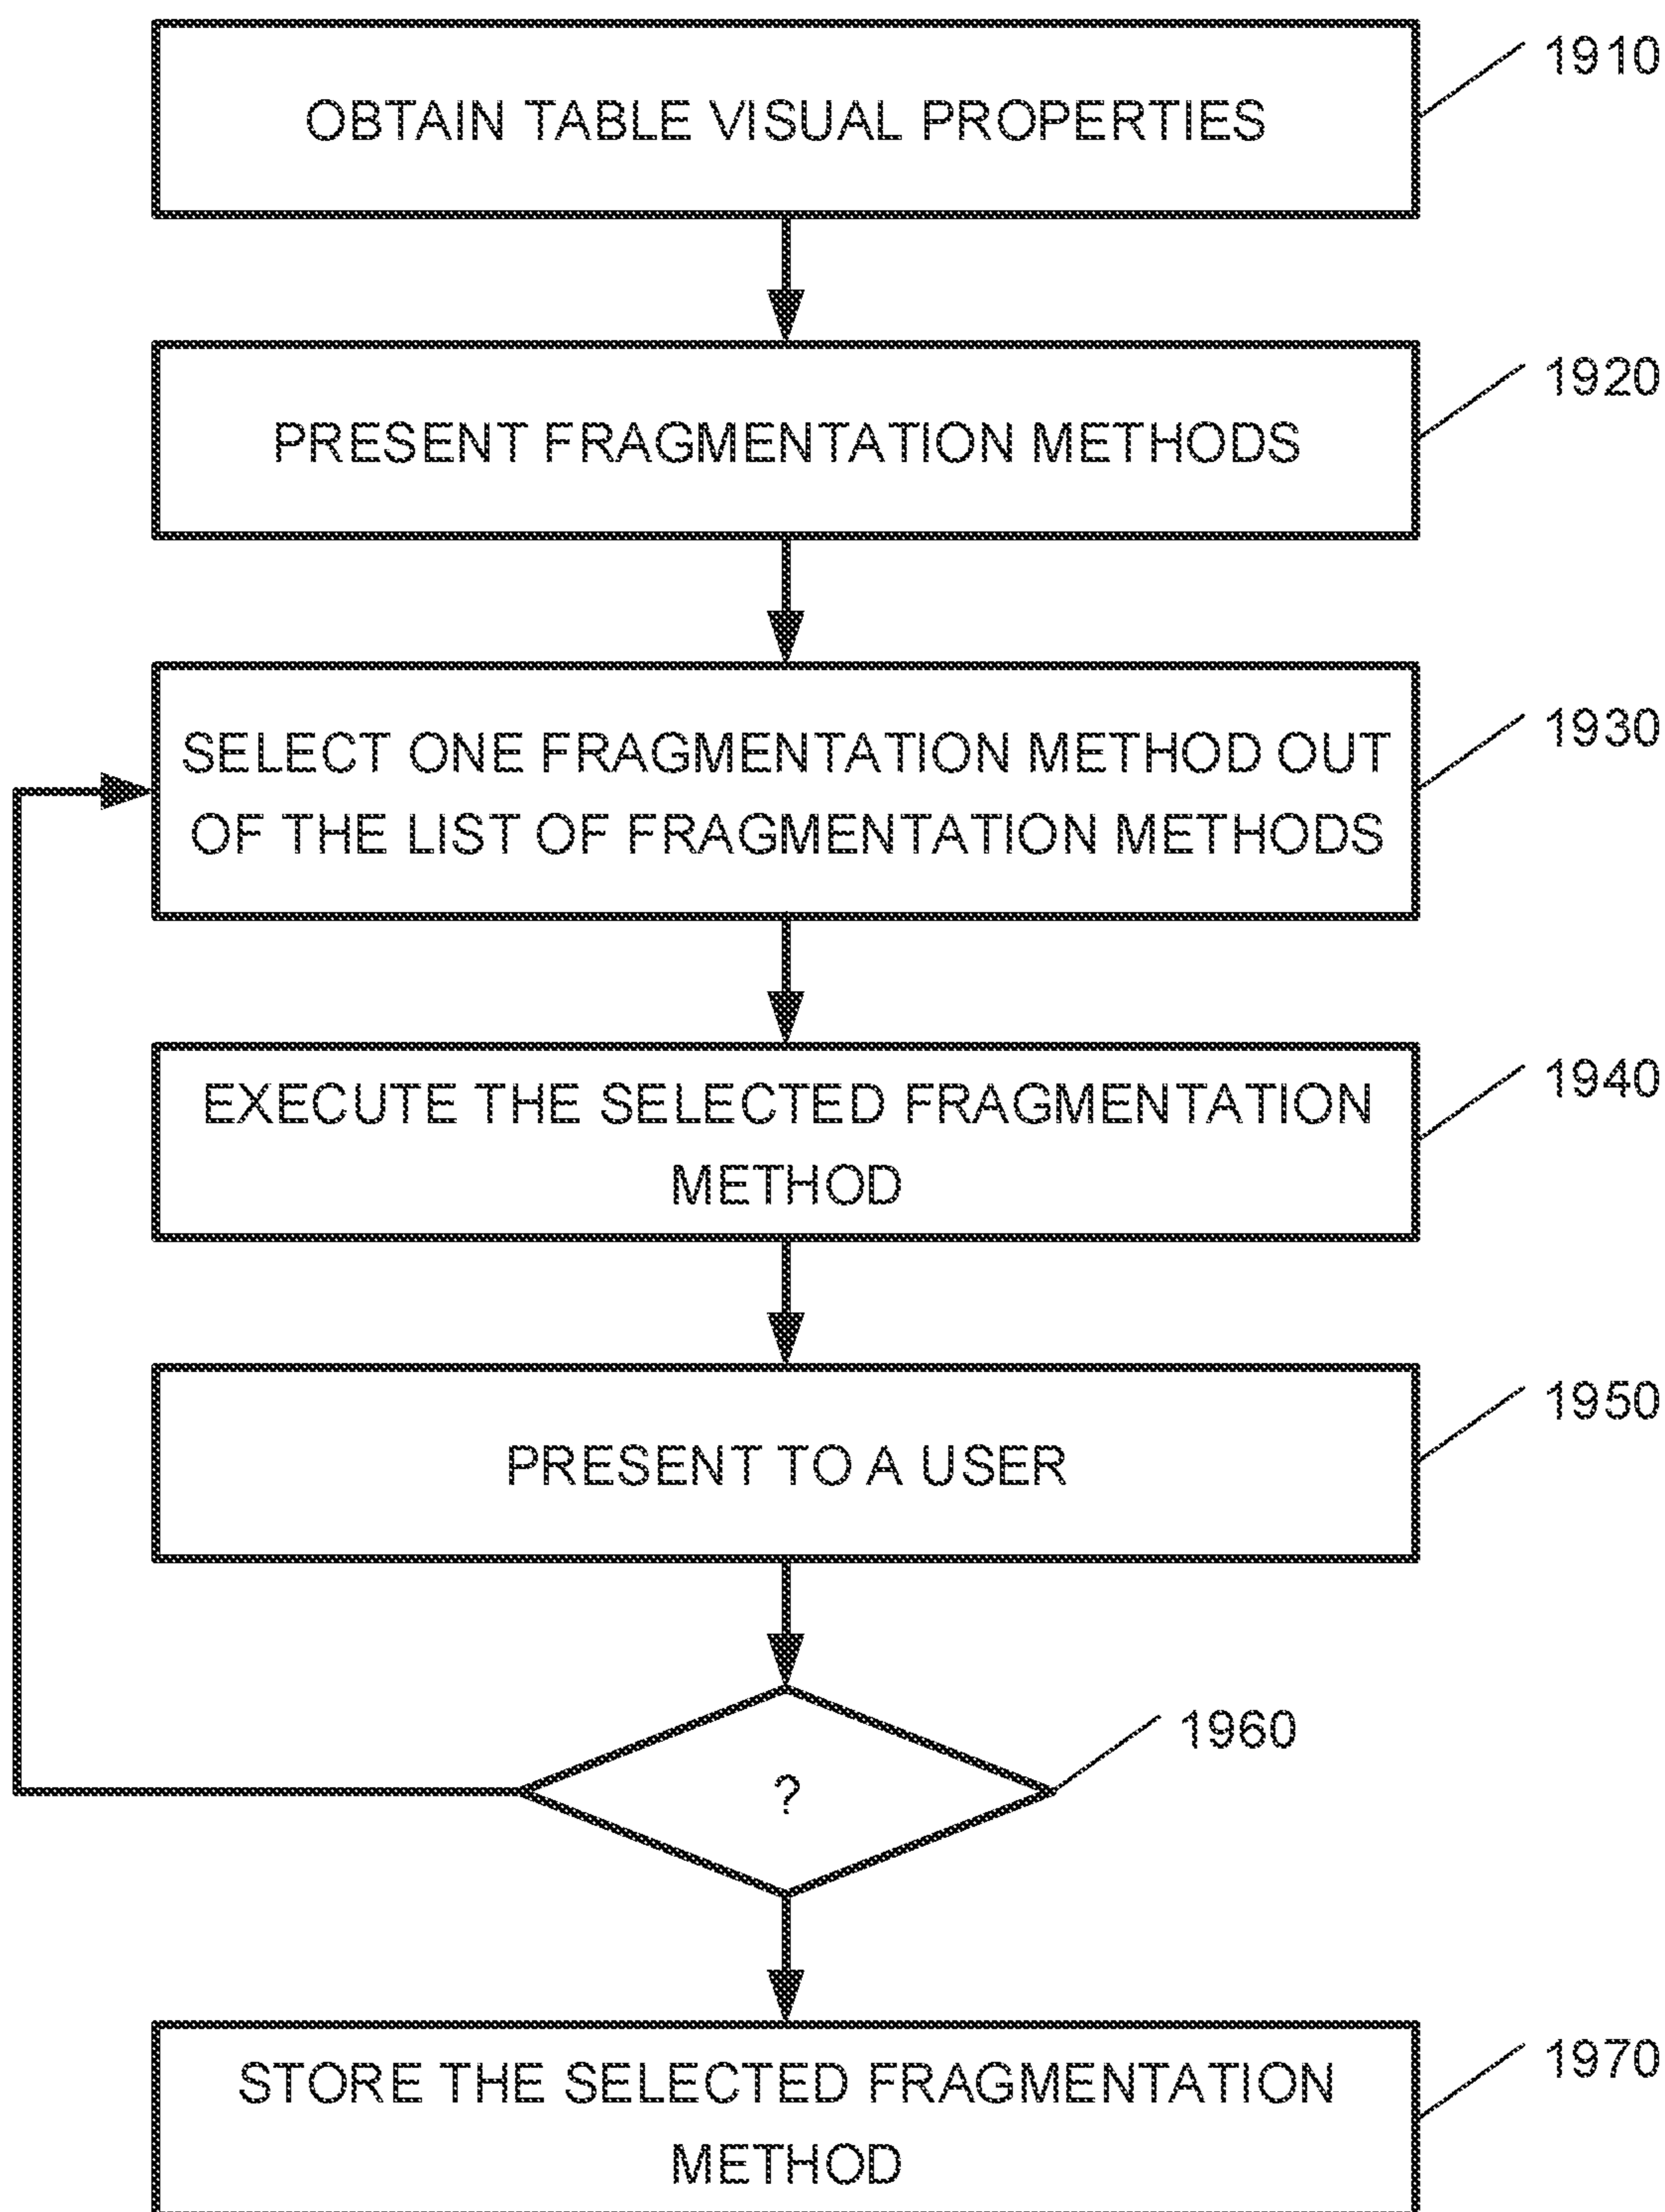 1910
OBTAIN TABLE VISUAL PROPERTIES
1920
PRESENT FRAGMENTATION METHODS
1930
SELECT ONE FRAGMENTATION METHOD OUT
OF THE LIST OF FRAGMENTATION METHODS
1940
EXECUTE THE SELECTED FRAGMENTATION
METHOD
1950
PRESENT TO A USER
1960
?
1970
STORE THE SELECTED FRAGMENTATION
METHOD